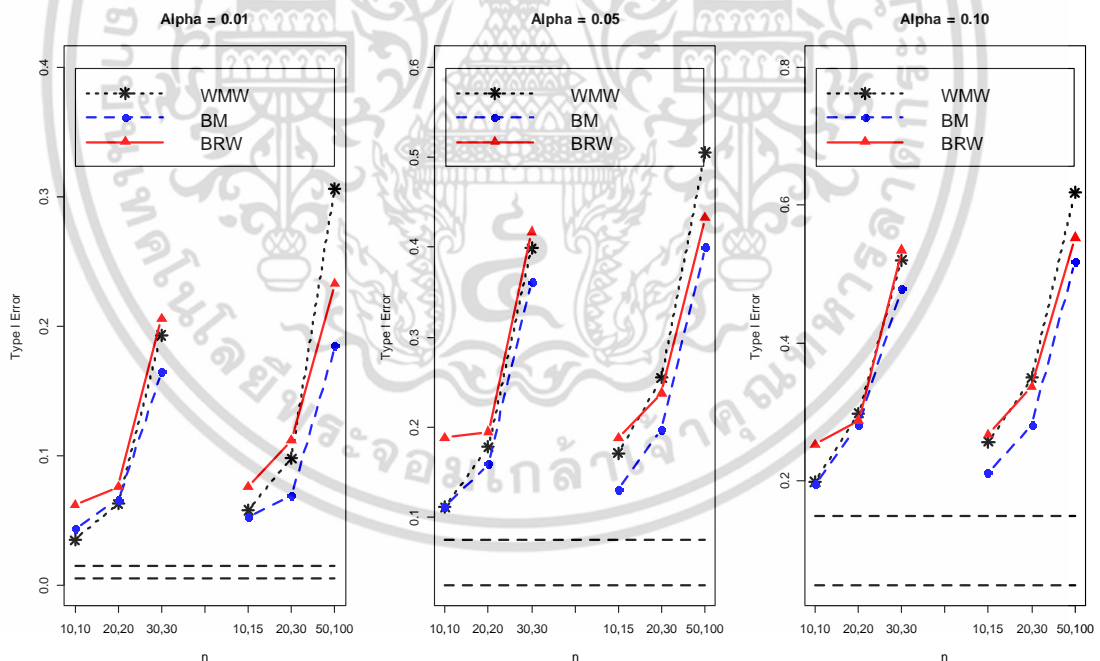 Alpha = 0.01
0.4
0.3
0.2
0.1
0.0
Type I Error
WMW
BM
BRW
10,10
20,20
30,30
10,15
20,30
50,100
n
Alpha = 0.05
0.6
0.5
0.4
0.3
0.2
0.1
Type I Error
WMW
BM
BRW
10,10
20,20
30,30
10,15
20,30
50,100
n
Alpha = 0.10
0.8
0.6
0.4
0.2
Type I Error
WMW
BM
BRW
10,10
20,20
30,30
10,15
20,30
50,100
n